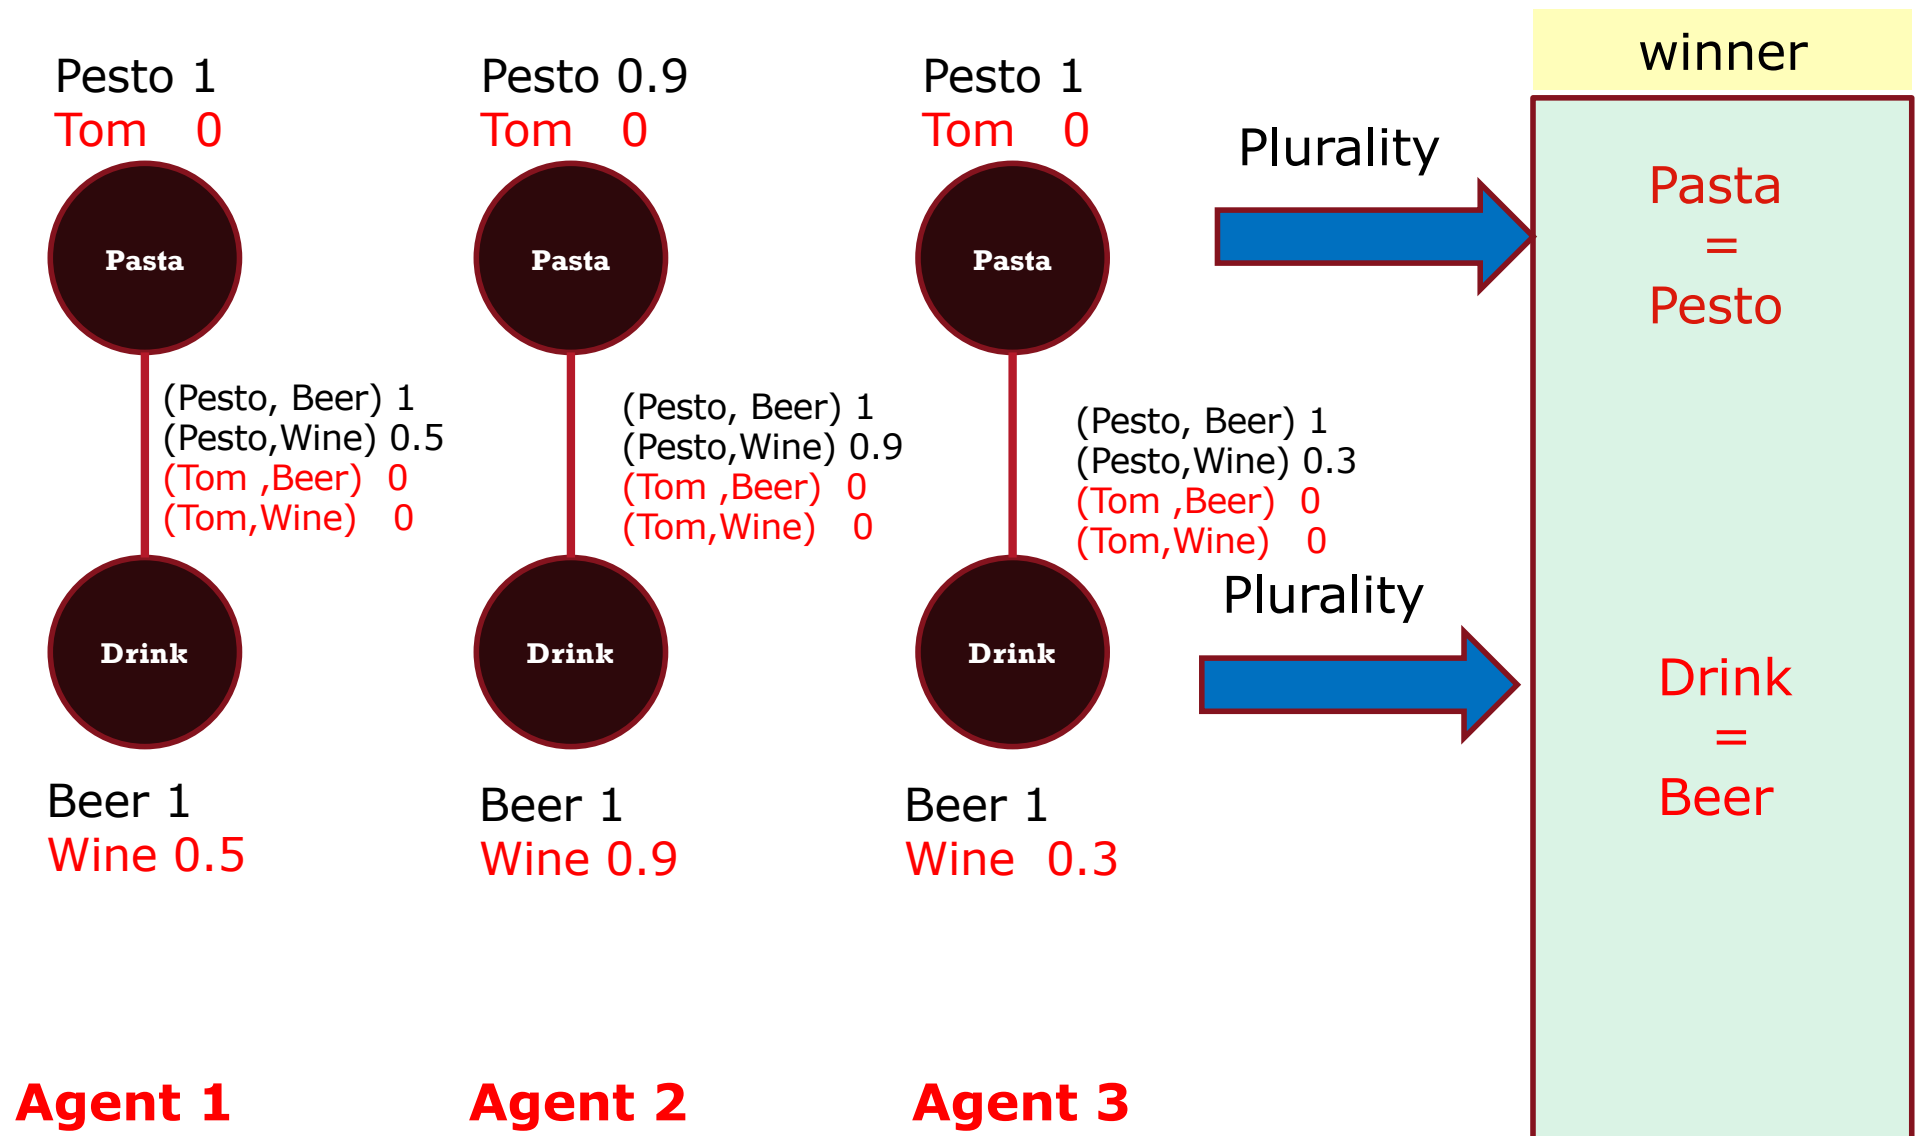 Pesto 1
Tom 0
Pasta
(Pesto, Beer) 1
(Pesto,Wine) 0.5
(Tom ,Beer) 0
(Tom,Wine) 0
Drink
Beer 1
Wine 0.5
Agent 1
Pesto 0.9
Tom 0
Pasta
(Pesto, Beer) 1
(Pesto,Wine) 0.9
(Tom ,Beer) 0
(Tom,Wine) 0
Drink
Beer 1
Wine 0.9
Agent 2
Pesto 1
Tom 0
Pasta
(Pesto, Beer) 1
(Pesto,Wine) 0.3
(Tom ,Beer) 0
(Tom,Wine) 0
Drink
Beer 1
Wine 0.3
Agent 3
Plurality
Plurality
winner
Pasta
=
Pesto
Drink
=
Beer